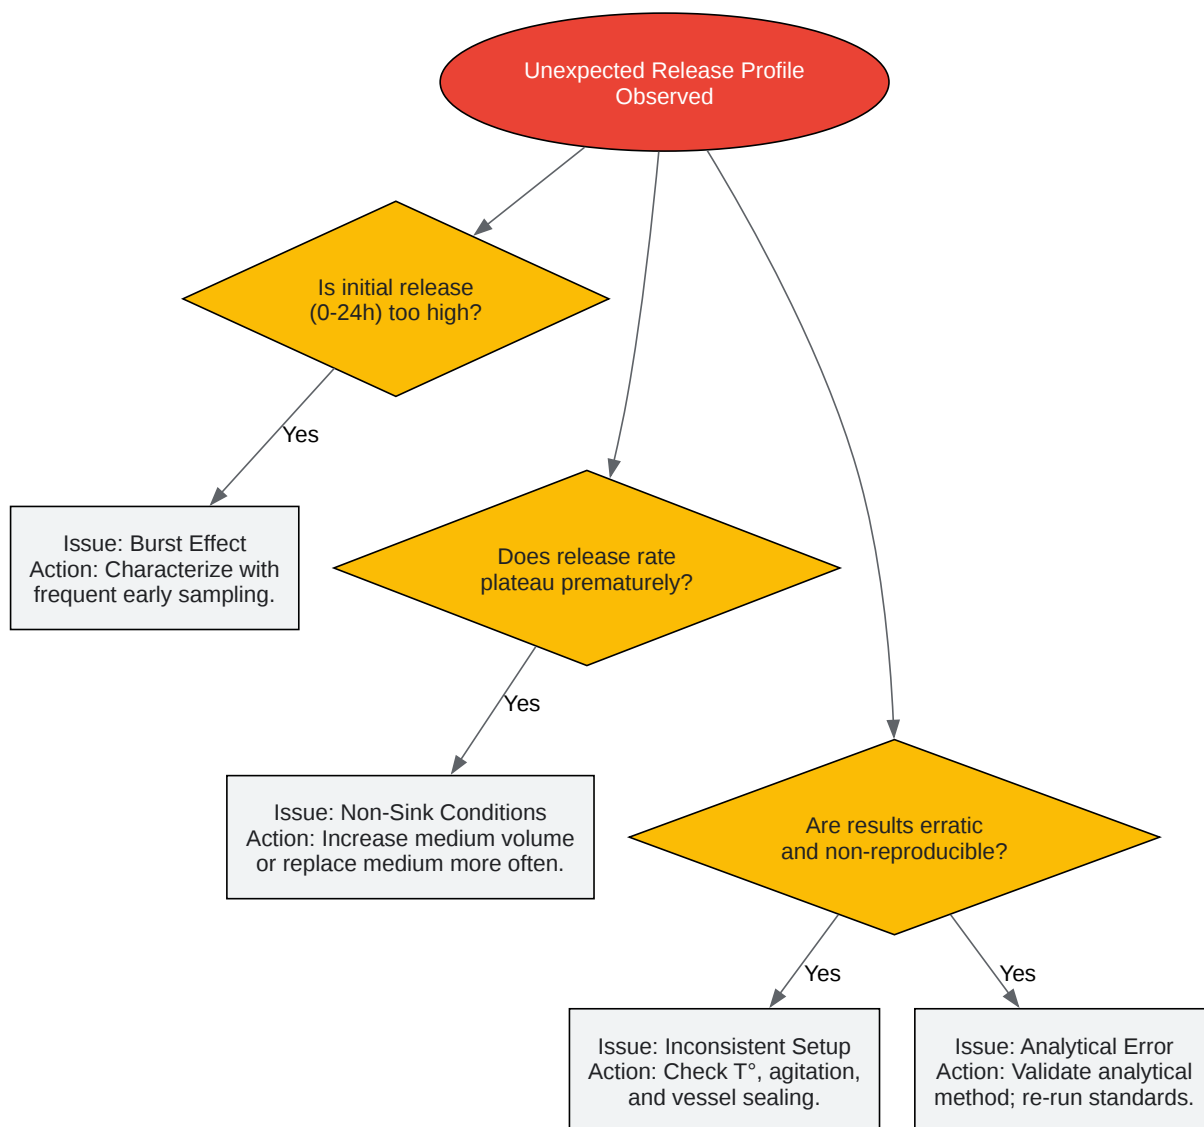 Unexpected Release Profile
Observed
Is initial release
(0-24h) too high?
Yes
Issue: Burst Effect
Action: Characterize with
frequent early sampling.
Does release rate
plateau prematurely?
Yes
Issue: Non-Sink Conditions
Action: Increase medium volume
or replace medium more often.
Are results erratic
and non-reproducible?
Yes
Yes
Issue: Inconsistent Setup
Action: Check T°, agitation,
and vessel sealing.
Issue: Analytical Error
Action: Validate analytical
method; re-run standards.